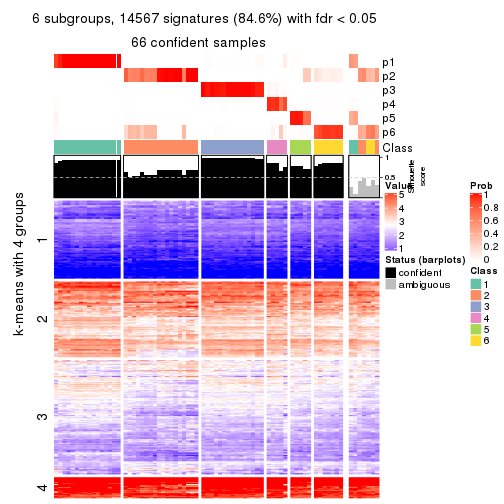 6 subgroups, 14567 signatures (84.6%) with fdr < 0.05
66 confident samples
p1
p2
p3
p4
p5
p6
Class
1
0.5
Silhouette
score
k-means with 4 groups
1
2
3
4
Value
5
4
3
2
1
Status (barplots)
confident
ambiguous
Prob
1
0.8
0.6
0.4
0.2
0
Class
1
2
3
4
5
6